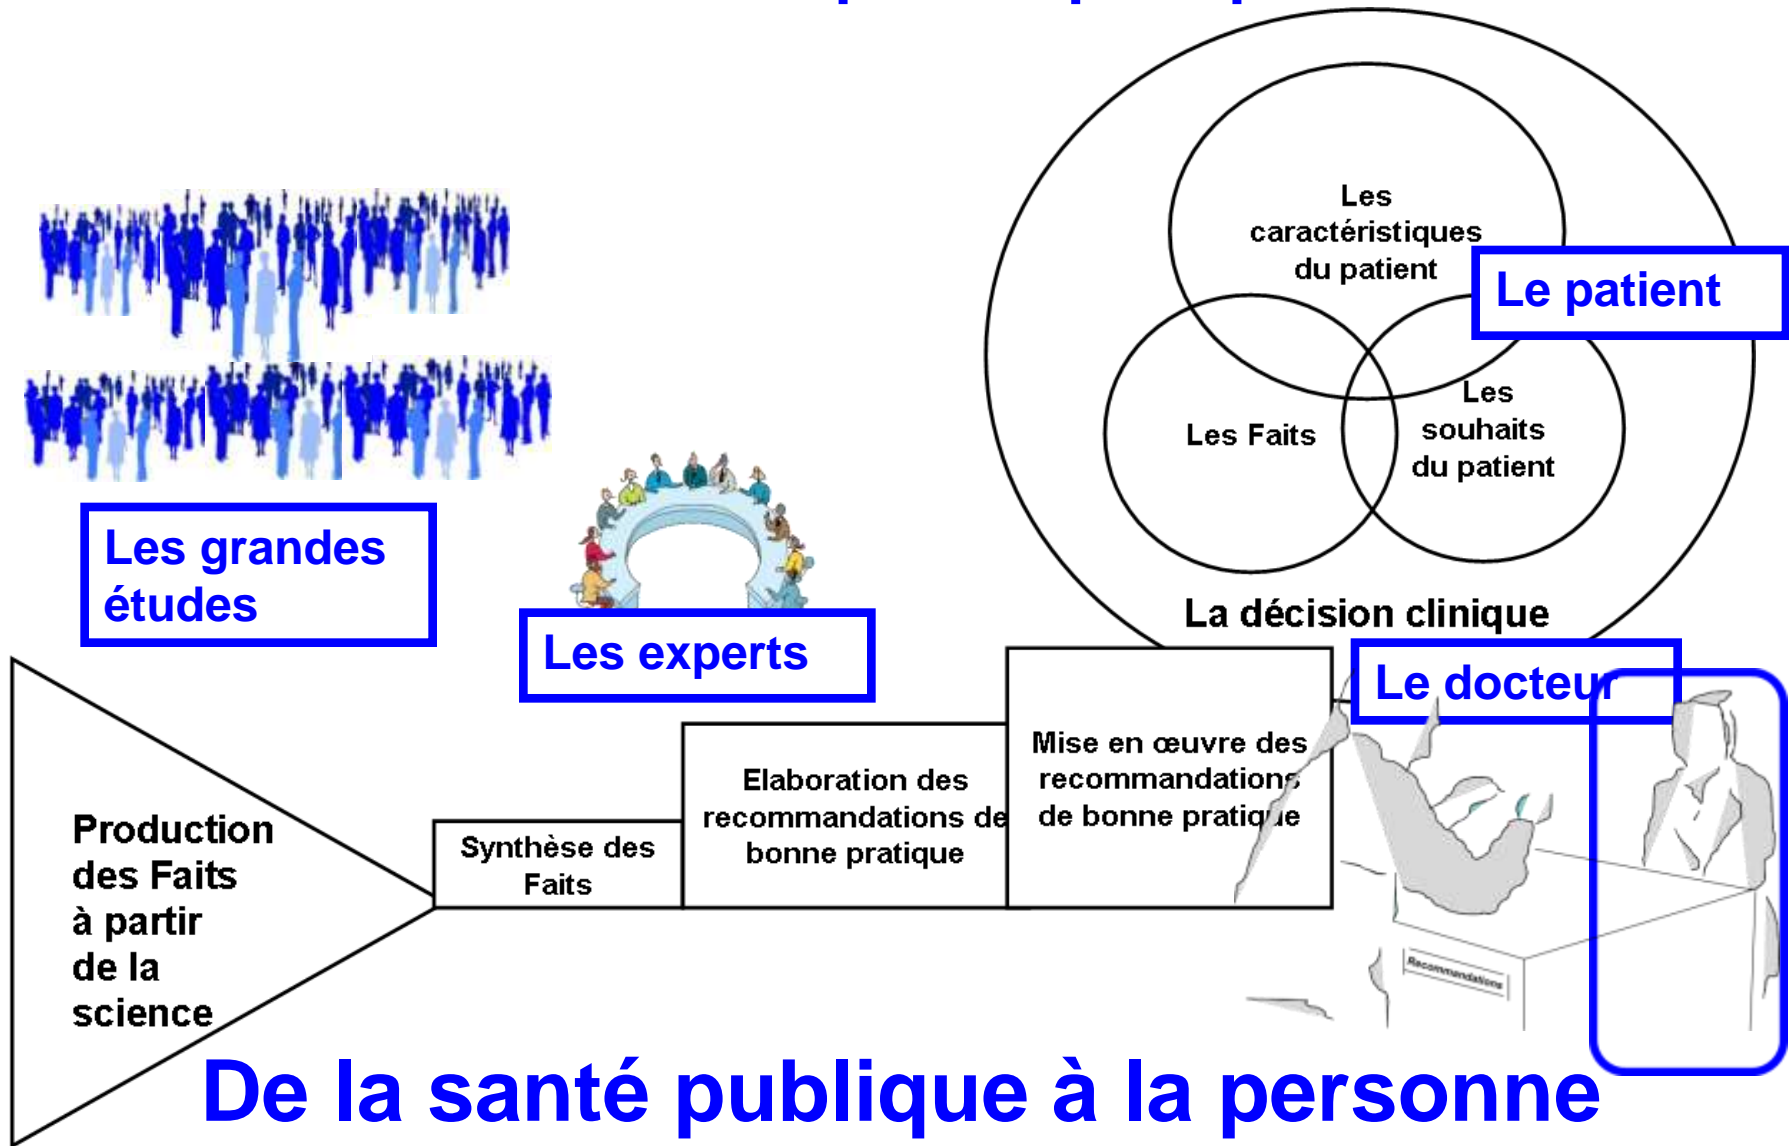 Les
caractéristiques
du patient
Le patient
Les Faits
Les
souhaits
du patient
La décision clinique
Les grandes
études
Les experts
Le docteur
Production
des Faits
à partir
de la
science
Synthèse des
Faits
Elaboration des
recommandations de
bonne pratique
Mise en œuvre des
recommandations
de bonne pratique
Recommandations
De la santé publique à la personne